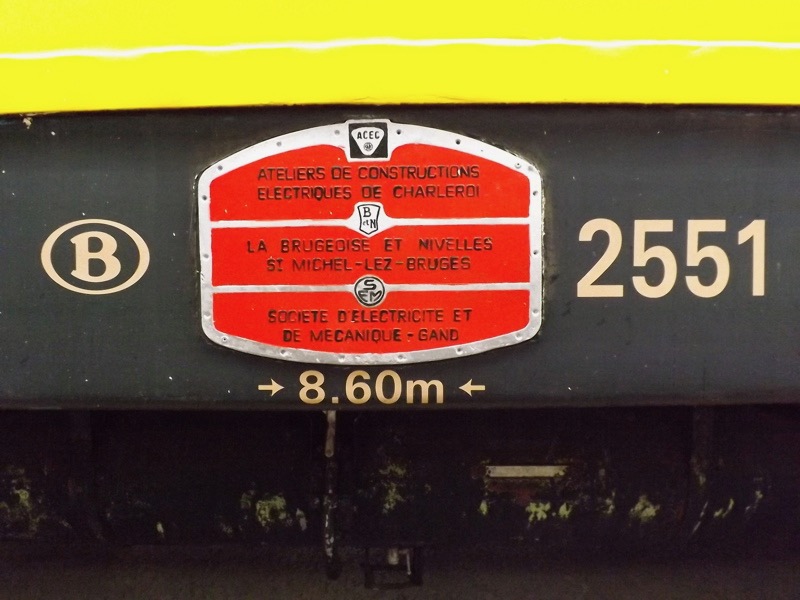 ACEC
ATELIERS DE CONSTRUCTIONS
ELECTRIQUES DE CHARLEROI
B
et N
LA BRUGEOISE ET NIVELLES
ST MICHEL-LEZ-BRUGES
SEM
SOCIETE D'ELECTRICITE ET
DE MECANIQUE - GAND
B
2551
→ 8.60m ←